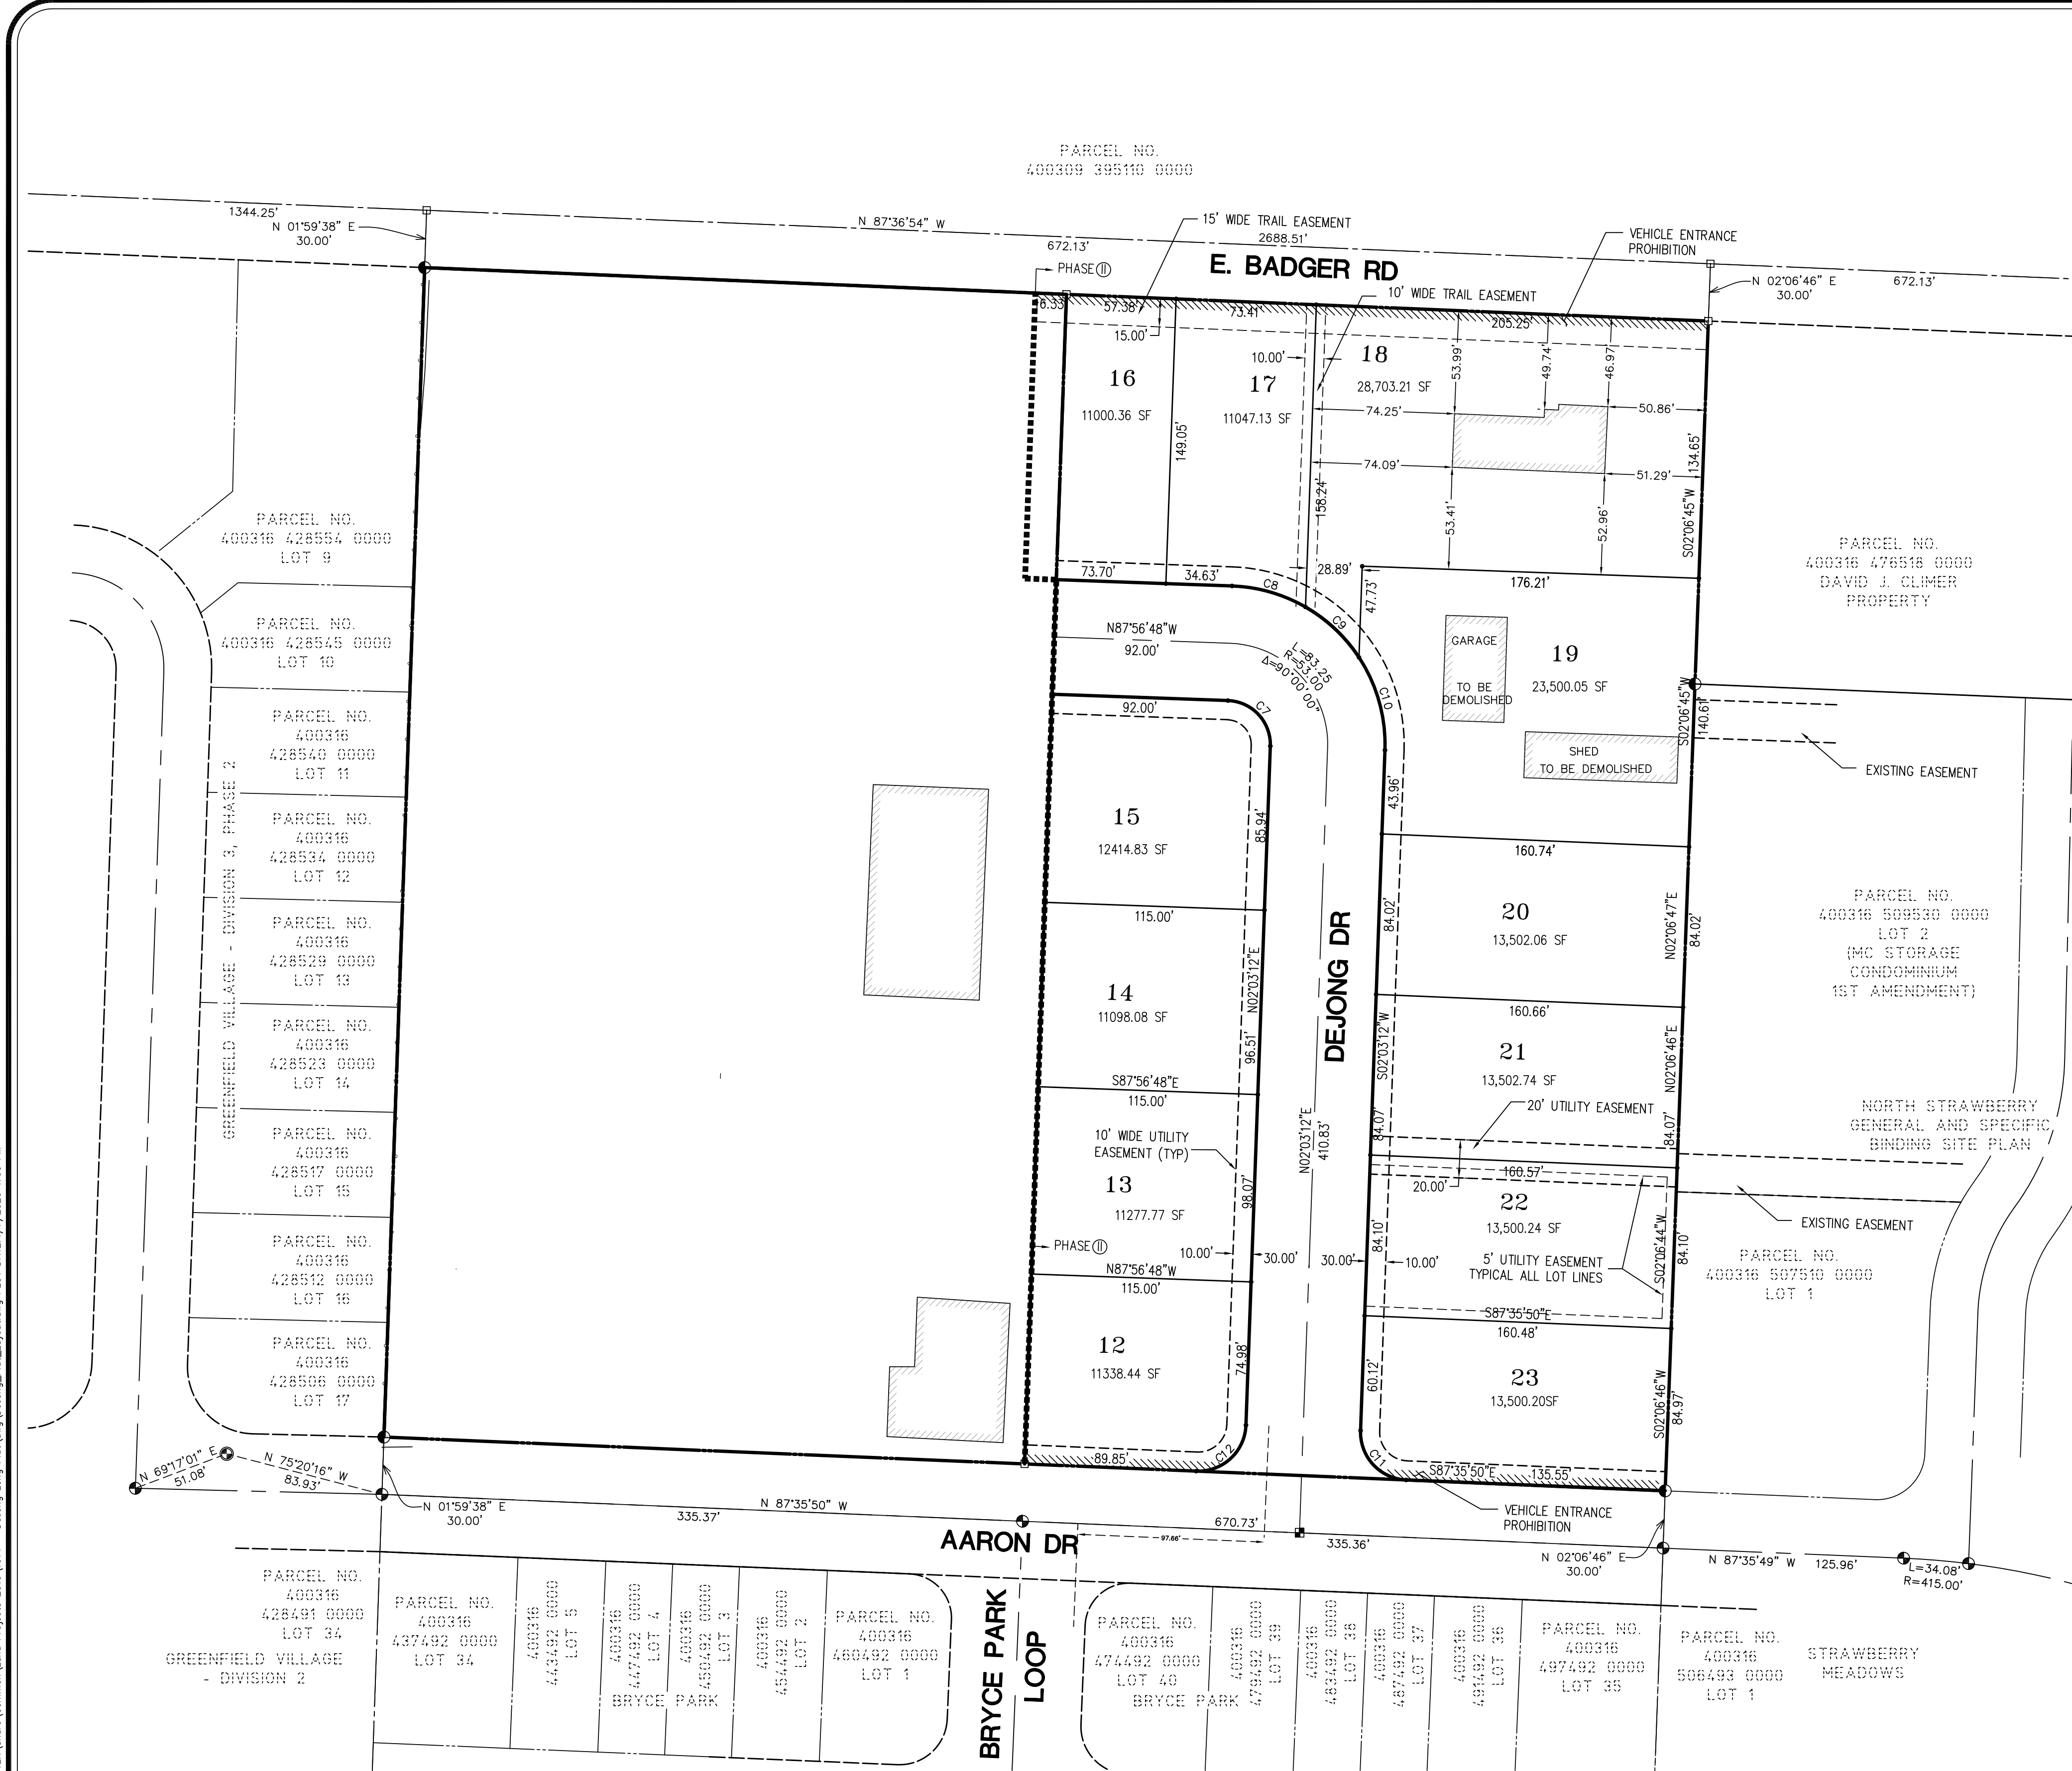 PARCEL NO.
400309 395110 0000
1344.25'
N 01°59'38" E
30.00'
N 87°36'54" W
672.13'
2688.51'
15' WIDE TRAIL EASEMENT
VEHICLE ENTRANCE
PROHIBITION
E. BADGER RD
PHASE II
10' WIDE TRAIL EASEMENT
N 02°06'46" E
30.00'
672.13'
57.38'
73.41'
205.25'
15.00'
10.00'
16
11000.36 SF
149.05'
17
11047.13 SF
158.24'
18
28,703.21 SF
53.99'
49.74'
46.97'
74.25'
50.86'
74.09'
51.29'
53.41'
52.96'
134.65'
S02°06'45"W
73.70'
34.63'
C8
28.89'
47.73'
176.21'
C9
C10
N87°56'48"W
92.00'
L=83.25
R=53.00
Δ=90°00'00"
92.00'
C7
GARAGE
TO BE
DEMOLISHED
19
23,500.05 SF
SHED
TO BE DEMOLISHED
S02°06'45"W
140.61'
EXISTING EASEMENT
43.96'
160.74'
15
12414.83 SF
85.94'
115.00'
14
11098.08 SF
N02°03'12"E
96.51'
S87°56'48"E
115.00'
10' WIDE UTILITY
EASEMENT (TYP)
13
11277.77 SF
98.07'
PHASE II
10.00'
30.00'
30.00'
10.00'
N87°56'48"W
115.00'
12
11338.44 SF
74.98'
89.85'
C12
DEJONG DR
N02°03'12"E
410.83'
84.02'
S02°03'12"W
20
13,502.06 SF
N02°06'47"E
84.02'
160.66'
21
13,502.74 SF
N02°06'46"E
84.07'
84.07'
20' UTILITY EASEMENT
160.57'
20.00'
22
13,500.24 SF
84.10'
5' UTILITY EASEMENT
TYPICAL ALL LOT LINES
S02°06'44"W
84.10'
EXISTING EASEMENT
S87°35'50"E
160.48'
23
13,500.20SF
60.12'
S02°06'46"W
84.97'
C11
S87°35'50"E
135.55'
VEHICLE ENTRANCE
PROHIBITION
PARCEL NO.
400316 428554 0000
LOT 9
PARCEL NO.
400316 428545 0000
LOT 10
PARCEL NO.
400316
428540 0000
LOT 11
PARCEL NO.
400316
428534 0000
LOT 12
PARCEL NO.
400316
428529 0000
LOT 13
PARCEL NO.
400316
428523 0000
LOT 14
PARCEL NO.
400316
428517 0000
LOT 15
PARCEL NO.
400316
428512 0000
LOT 16
PARCEL NO.
400316
428506 0000
LOT 17
GREENFIELD VILLAGE - DIVISION 3, PHASE 2
PARCEL NO.
400316 476518 0000
DAVID J. CLIMER
PROPERTY
PARCEL NO.
400316 509530 0000
LOT 2
(MC STORAGE
CONDOMINIUM
1ST AMENDMENT)
NORTH STRAWBERRY
GENERAL AND SPECIFIC
BINDING SITE PLAN
PARCEL NO.
400316 507510 0000
LOT 1
N 69°17'01" E
51.08'
N 75°20'16" W
83.93'
N 01°59'38" E
30.00'
335.37'
N 87°35'50" W
670.73'
97.66'
335.36'
AARON DR
N 02°06'46" E
30.00'
N 87°35'49" W 125.96'
L=34.08'
R=415.00'
PARCEL NO.
400316
428491 0000
LOT 34
GREENFIELD VILLAGE
- DIVISION 2
PARCEL NO.
400316
437492 0000
LOT 34
400316
443492 0000
LOT 5
400316
447492 0000
LOT 4
400316
450492 0000
LOT 3
400316
454492 0000
LOT 2
PARCEL NO.
400316
460492 0000
LOT 1
BRYCE PARK
BRYCE PARK
LOOP
PARCEL NO.
400316
474492 0000
LOT 40
BRYCE PARK
400316
479492 0000
LOT 39
400316
483492 0000
LOT 38
400316
487492 0000
LOT 37
400316
491492 0000
LOT 36
PARCEL NO.
400316
497492 0000
LOT 35
PARCEL NO.
400316
506493 0000
LOT 1
STRAWBERRY
MEADOWS